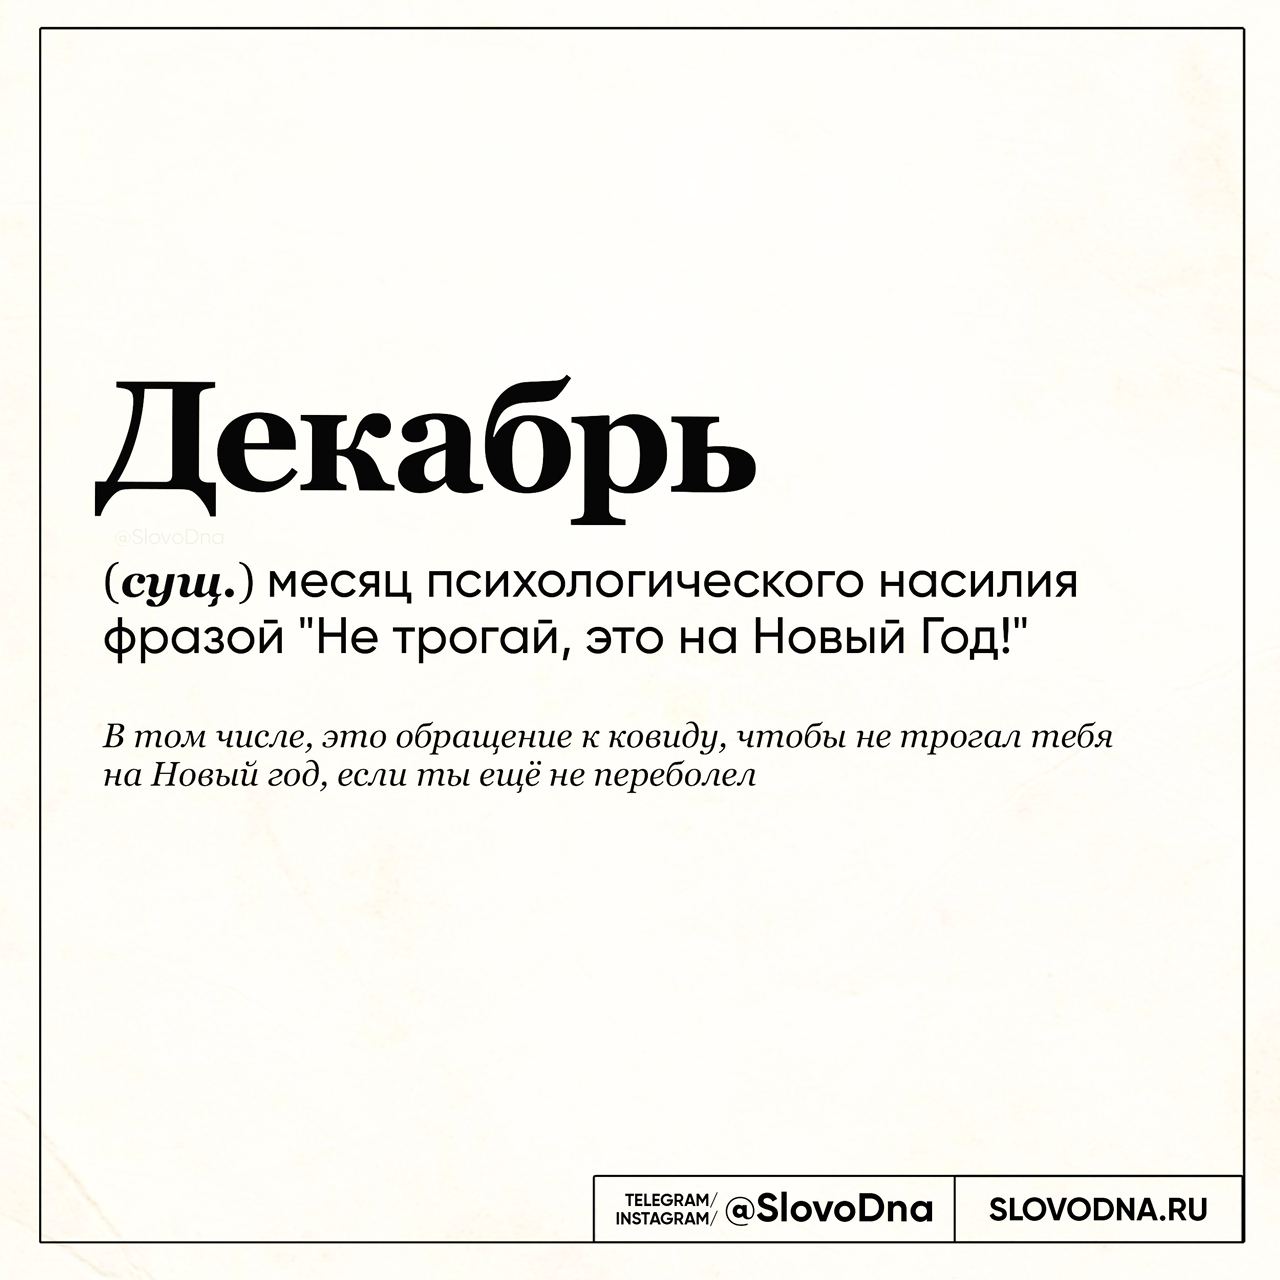 Декабрь
@SlovoDna
(сущ.) месяц психологического насилия
фразой "Не трогай, это на Новый Год!"
В том числе, это обращение к ковиду, чтобы не трогал тебя
на Новый год, если ты ещё не переболел
TELEGRAM/
INSTAGRAM/
@SlovoDna
SLOVODNA.RU